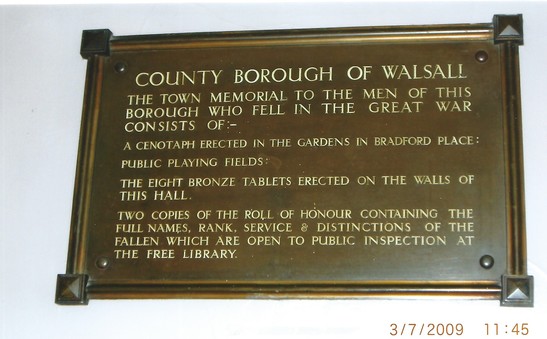 COUNTY BOROUGH OF WALSALL
THE TOWN MEMORIAL TO THE MEN OF THIS
BOROUGH WHO FELL IN THE GREAT WAR
CONSISTS OF:-
A CENOTAPH ERECTED IN THE GARDENS IN BRADFORD PLACE:
PUBLIC PLAYING FIELDS:
THE EIGHT BRONZE TABLETS ERECTED ON THE WALLS OF
THIS HALL.
TWO COPIES OF THE ROLL OF HONOUR CONTAINING THE
FULL NAMES, RANK, SERVICE & DISTINCTIONS OF THE
FALLEN WHICH ARE OPEN TO PUBLIC INSPECTION AT
THE FREE LIBRARY.
3/7/2009 11:45